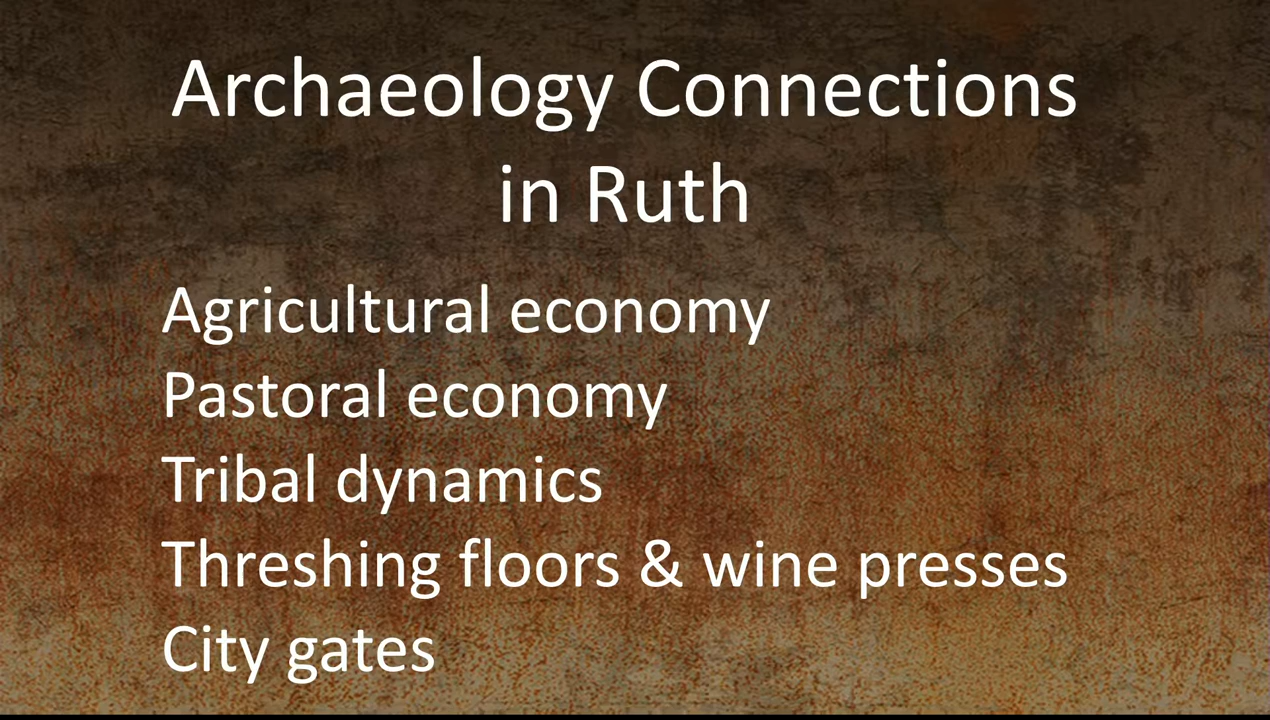 Archaeology Connections
in Ruth
Agricultural economy
Pastoral economy
Tribal dynamics
Threshing floors & wine presses
City gates